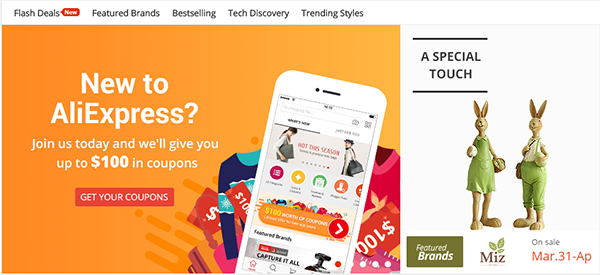 Flash Deals New Featured Brands Bestselling Tech Discovery Trending Styles
New to
AliExpress?
Join us today and we'll give you
up to $100 in coupons
GET YOUR COUPONS
WHAT'S NEW
HOT THIS SEASON
$100 WORTH OF COUPONS
Featured Brands
CAPTURE IT ALL
$100
$100
A SPECIAL
TOUCH
Featured
Brands
Miz
On sale
Mar.31-Ap